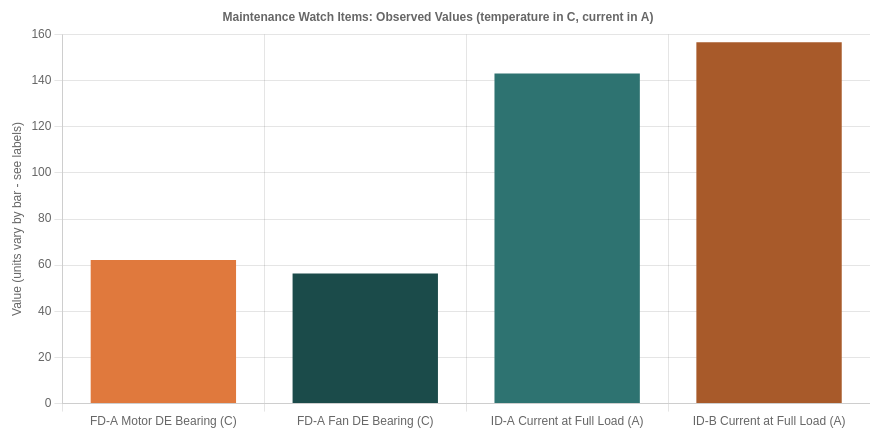 Maintenance Watch Items: Observed Values (temperature in C, current in A)
Value (units vary by bar - see labels)
160
140
120
100
80
60
40
20
0
FD-A Motor DE Bearing (C)
FD-A Fan DE Bearing (C)
ID-A Current at Full Load (A)
ID-B Current at Full Load (A)